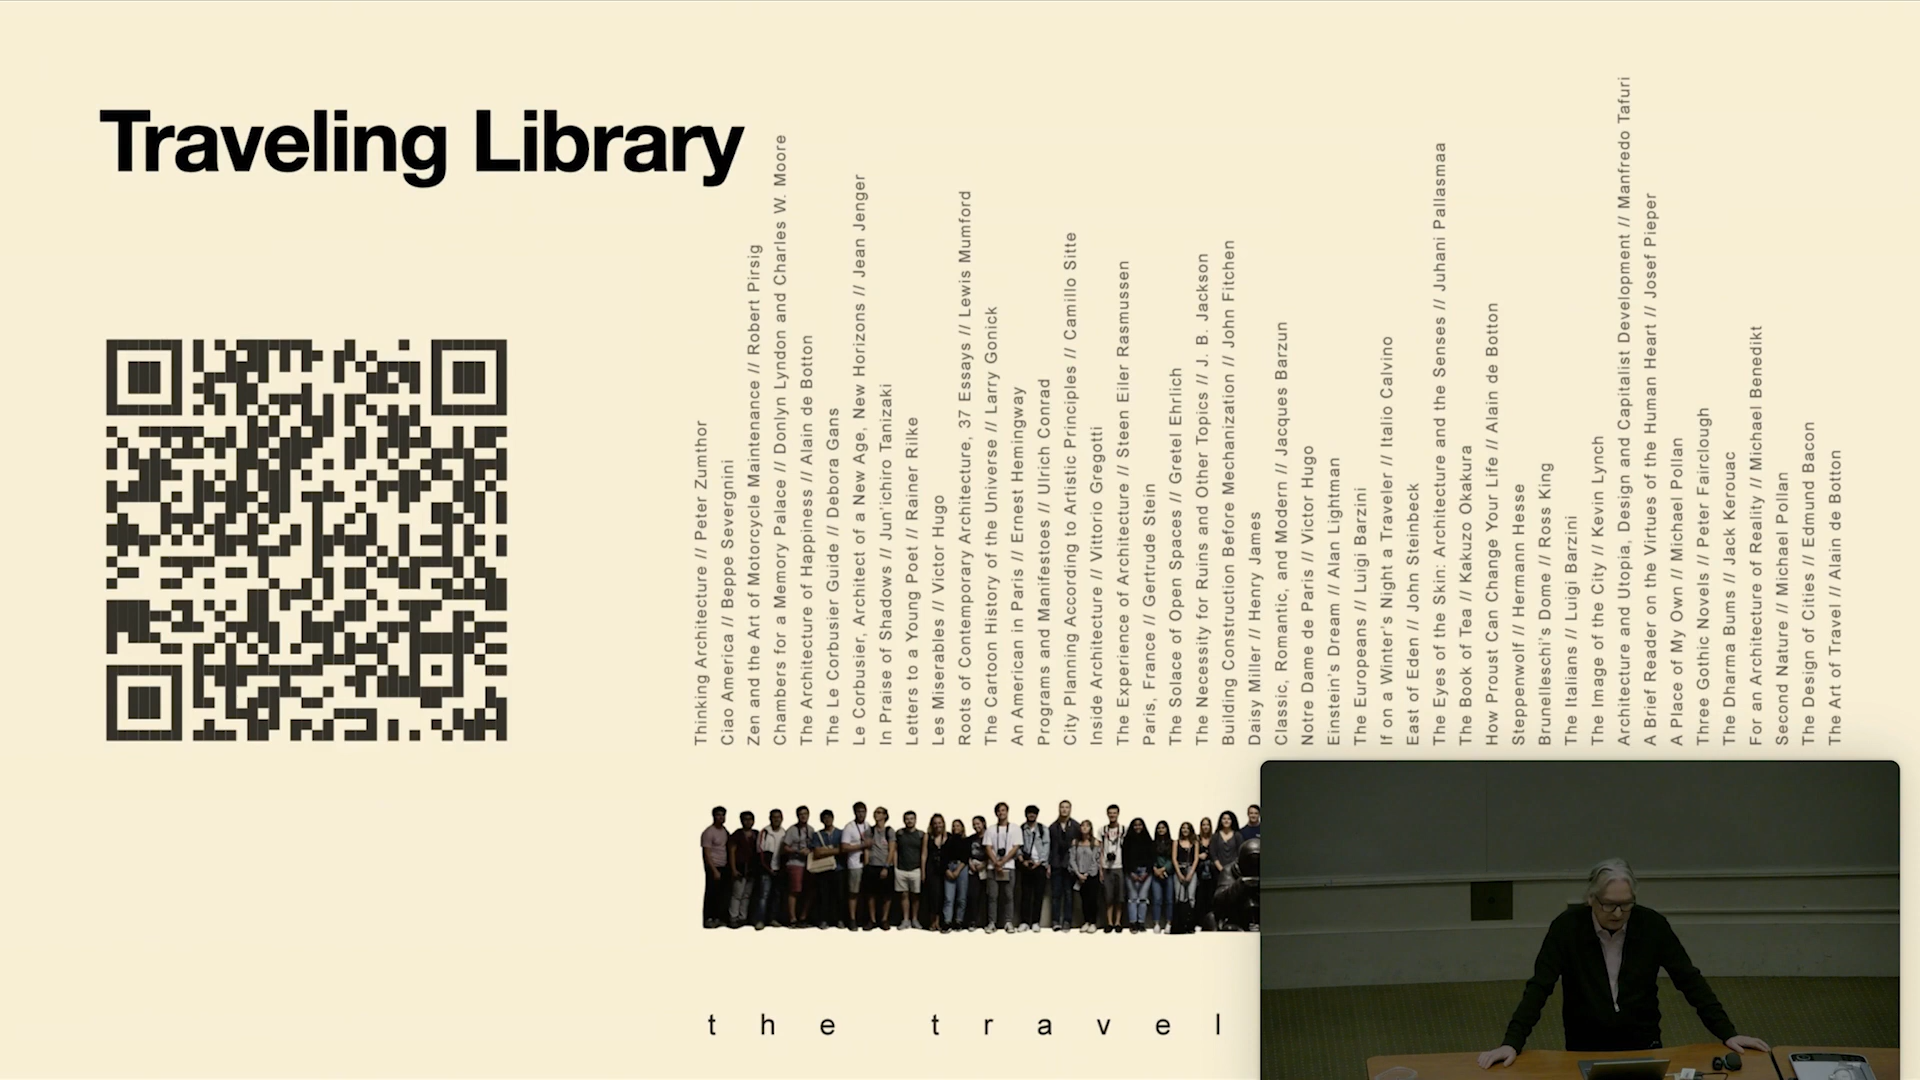 Traveling Library
Thinking Architecture // Peter Zumthor
Ciao America // Beppe Severgnini
Zen and the Art of Motorcycle Maintenance // Robert Pirsig
Chambers for a Memory Palace // Donlyn Lyndon and Charles W. Moore
The Architecture of Happiness // Alain de Botton
The Le Corbusier Guide // Debora Gans
Le Corbusier, Architect of a New Age, New Horizons // Jean Jenger
In Praise of Shadows // Jun'ichiro Tanizaki
Letters to a Young Poet // Rainer Rilke
Les Miserables // Victor Hugo
Roots of Contemporary Architecture, 37 Essays // Lewis Mumford
The Cartoon History of the Universe // Larry Gonick
An American in Paris // Ernest Hemingway
Programs and Manifestoes // Ulrich Conrad
City Planning According to Artistic Principles // Camillo Sitte
Inside Architecture // Vittorio Gregotti
The Experience of Architecture // Steen Eiler Rasmussen
Paris, France // Gertrude Stein
The Solace of Open Spaces // Gretel Ehrlich
The Necessity for Ruins and Other Topics // J. B. Jackson
Building Construction Before Mechanization // John Fitchen
Daisy Miller // Henry James
Classic, Romantic, and Modern // Jacques Barzun
Notre Dame de Paris // Victor Hugo
Einstein's Dream // Alan Lightman
The Europeans // Luigi Barzini
If on a Winter's Night a Traveler // Italio Calvino
East of Eden // John Steinbeck
The Eyes of the Skin: Architecture and the Senses // Juhani Pallasmaa
The Book of Tea // Kakuzo Okakura
How Proust Can Change Your Life // Alain de Botton
Steppenwolf // Hermann Hesse
Brunelleschi's Dome // Ross King
The Italians // Luigi Barzini
The Image of the City // Kevin Lynch
Architecture and Utopia, Design and Capitalist Development // Manfredo Tafuri
A Brief Reader on the Virtues of the Human Heart // Josef Pieper
A Place of My Own // Michael Pollan
Three Gothic Novels // Peter Fairclough
The Dharma Bums // Jack Kerouac
For an Architecture of Reality // Michael Benedikt
Second Nature // Michael Pollan
The Design of Cities // Edmund Bacon
The Art of Travel // Alain de Botton
the travel